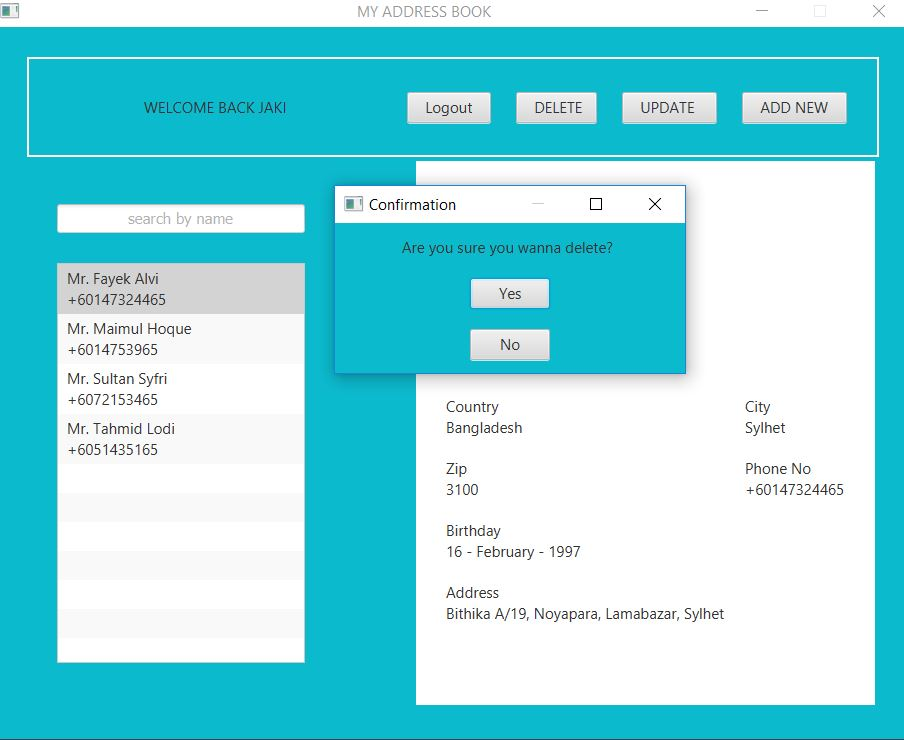 MY ADDRESS BOOK
WELCOME BACK JAKI
Logout
DELETE
UPDATE
ADD NEW
search by name
Mr. Fayek Alvi
+60147324465
Mr. Maimul Hoque
+6014753965
Mr. Sultan Syfri
+6072153465
Mr. Tahmid Lodi
+6051435165
Confirmation
Are you sure you wanna delete?
Yes
No
Country
Bangladesh
City
Sylhet
Zip
3100
Phone No
+60147324465
Birthday
16 - February - 1997
Address
Bithika A/19, Noyapara, Lamabazar, Sylhet